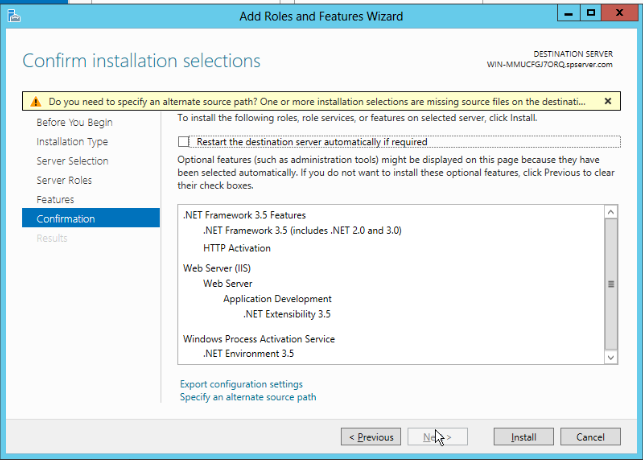 Add Roles and Features Wizard
Confirm installation selections
DESTINATION SERVER
WIN-MMUCFGJ7ORQ.spserver.com
Do you need to specify an alternate source path? One or more installation selections are missing source files on the destinati...
Before You Begin
Installation Type
Server Selection
Server Roles
Features
Confirmation
Results
To install the following roles, role services, or features on selected server, click Install.
Restart the destination server automatically if required
Optional features (such as administration tools) might be displayed on this page because they have
been selected automatically. If you do not want to install these optional features, click Previous to clear
their check boxes.
.NET Framework 3.5 Features
.NET Framework 3.5 (includes .NET 2.0 and 3.0)
HTTP Activation
Web Server (IIS)
Web Server
Application Development
.NET Extensibility 3.5
Windows Process Activation Service
.NET Environment 3.5
Export configuration settings
Specify an alternate source path
< Previous
Next >
Install
Cancel